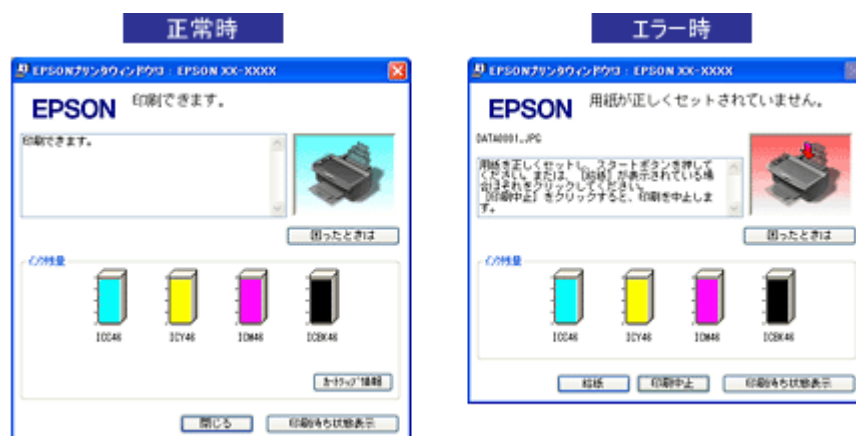 正常時
EPSONプリンタウィンドウ!3 : EPSON XX-XXXX
EPSON
印刷できます。
印刷できます。
困ったときは
インク残量
ICC46
ICY46
ICM46
ICBK46
カートリッジ情報
閉じる
印刷待ち状態表示
エラー時
EPSONプリンタウィンドウ!3 : EPSON XX-XXXX
EPSON
用紙が正しくセットされていません。
DATA0001.JPG
用紙を正しくセットし、スタートボタンを押して
ください。または、[給紙]が表示されている場
合はそれをクリックしてください。
[印刷中止]をクリックすると、印刷を中止しま
す。
困ったときは
インク残量
ICC46
ICY46
ICM46
ICBK46
給紙
印刷中止
印刷待ち状態表示